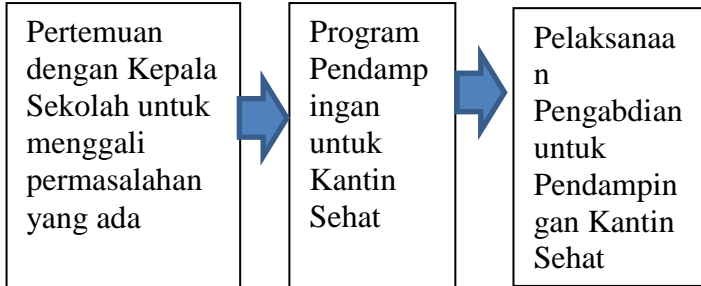 Pertemuan
dengan Kepala
Sekolah untuk
menggali
permasalahan
yang ada
Program
Pendamp
ingan
untuk
Kantin
Sehat
Pelaksanaa
n
Pengabdian
untuk
Pendampin
gan Kantin
Sehat